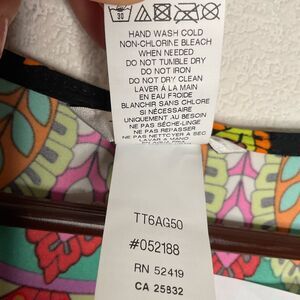 30
HAND WASH COLD
NON-CHLORINE BLEACH
WHEN NEEDED
DO NOT TUMBLE DRY
DO NOT IRON
DO NOT DRY CLEAN
LAVER À LA MAIN
EN EAU FROIDE
BLANCHIR SANS CHLORE
SI NÉCESSAIRE
UNIQUEMENT AU BESOIN
NE PAS SÈCHE-LINGE
NE PAS REPASSER
NE PAS NETTOYER A SEC
TT6AG50
#052188
RN 52419
CA 25832